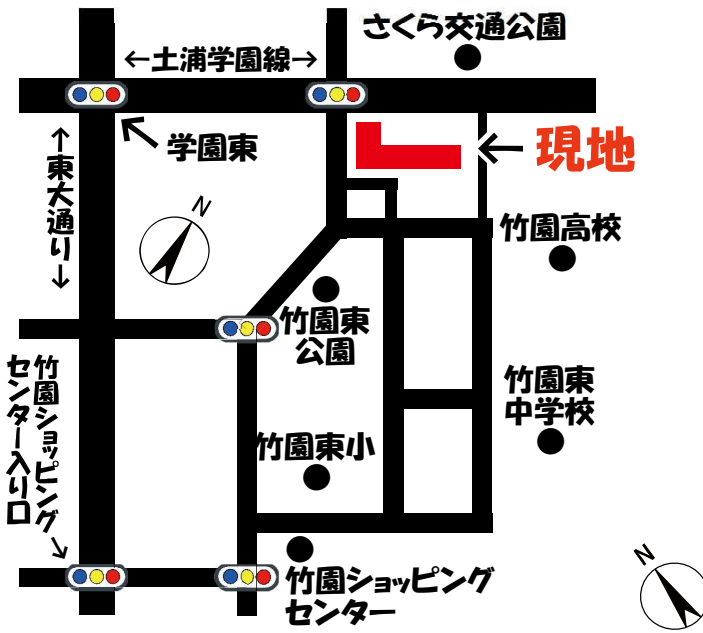 さくら交通公園
←土浦学園線→
現地
学園東
←東大通り→
N
竹園高校
竹園東
公園
竹園東
中学校
竹園ショッピング
センター入り口
竹園東小
竹園ショッピング
センター
N